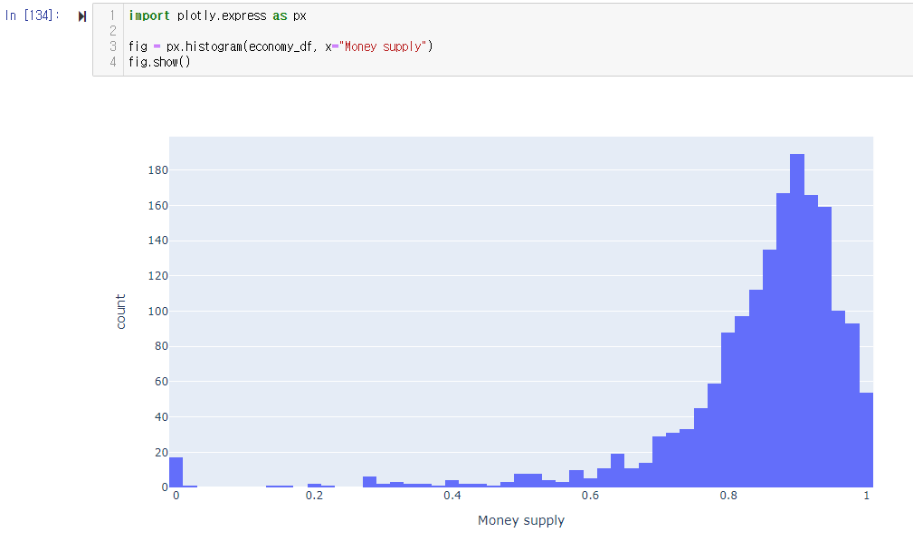 In [134]:
1 import plotly.express as px
2
3 fig = px.histogram(economy_df, x="Money supply")
4 fig.show()
180
160
140
120
100
80
60
40
20
0
count
0 0.2 0.4 0.6 0.8 1
Money supply